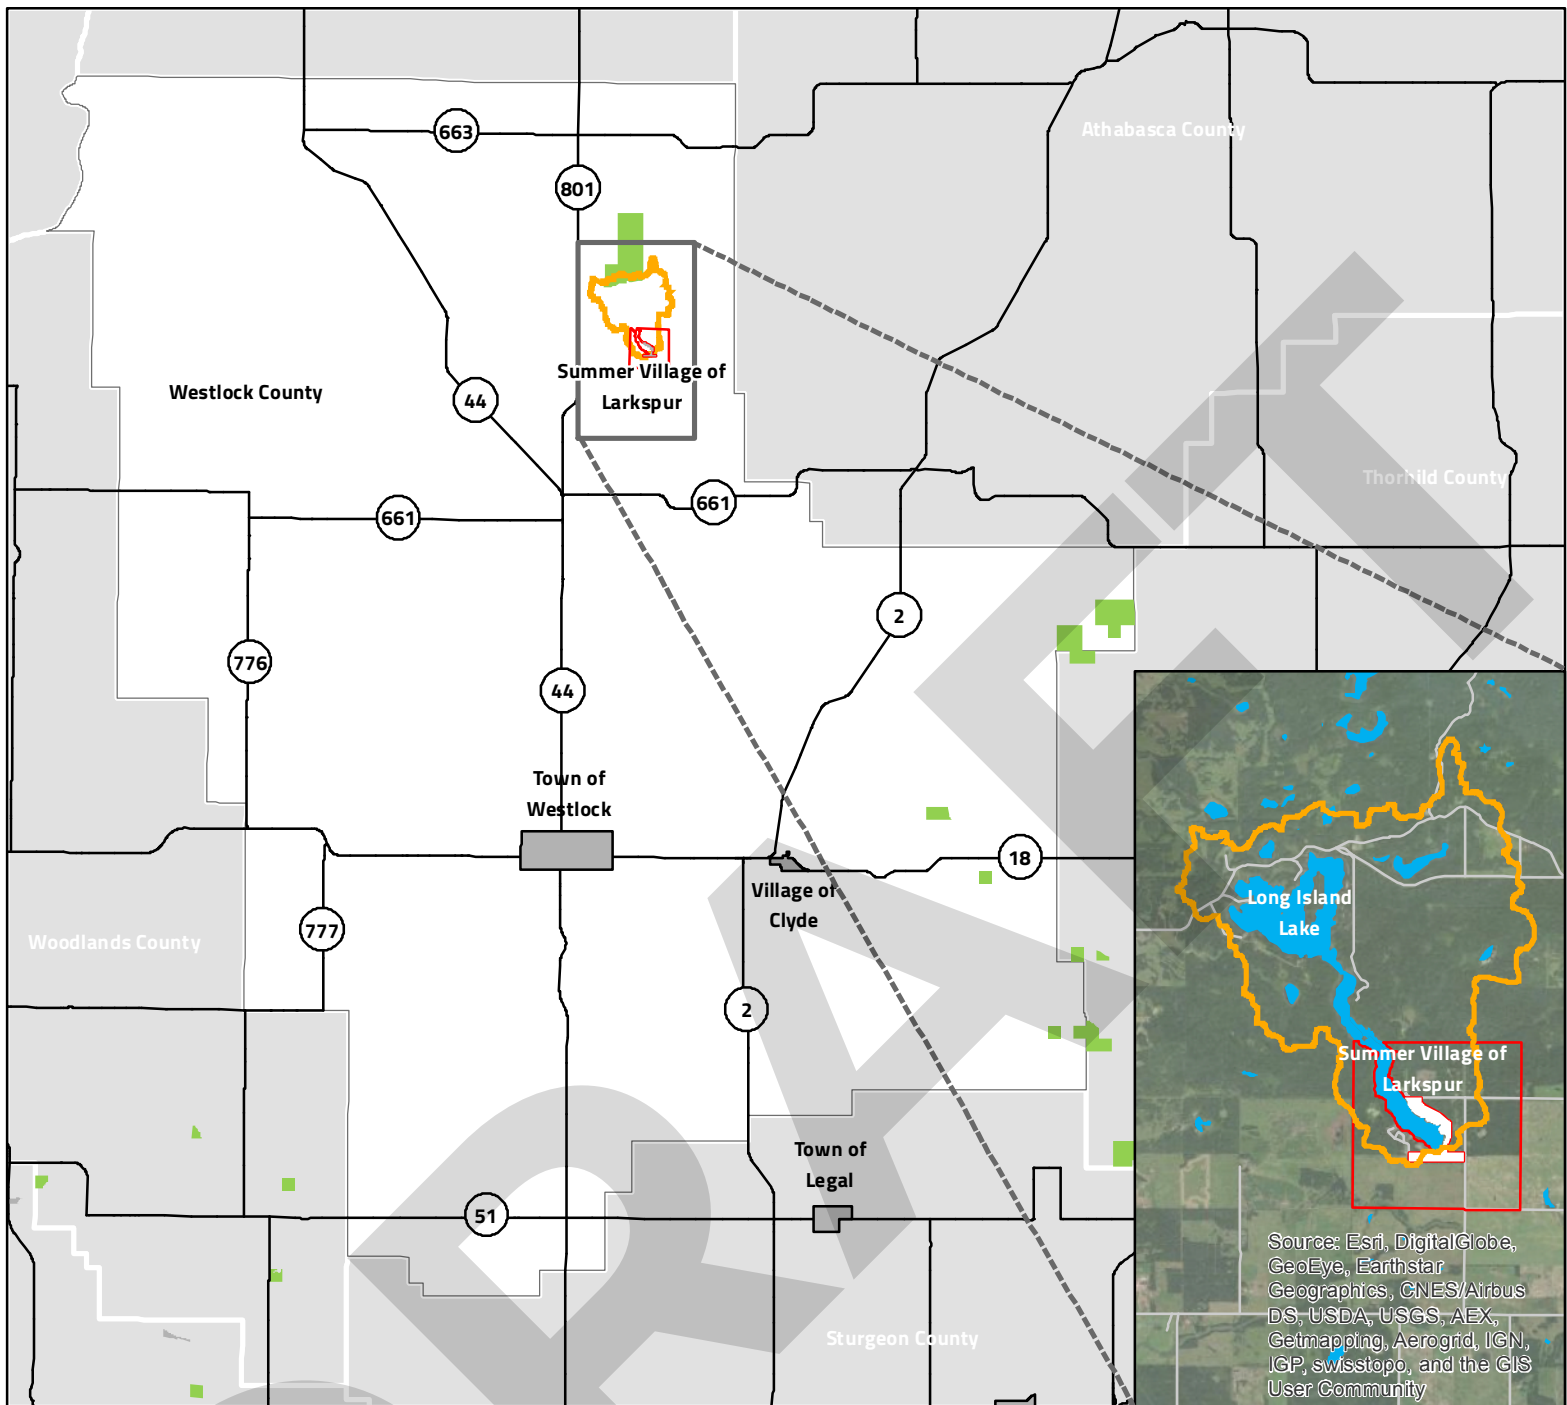 663
Athabasca County
801
Summer Village of
Larkspur
Westlock County
44
Thorhild County
661
661
2
776
44
Town of
Westlock
18
Village of
Clyde
Long Island
Lake
777
Woodlands County
2
Summer Village of
Larkspur
Town of
Legal
51
Source: Esri, DigitalGlobe,
GeoEye, Earthstar
Geographics, CNES/Airbus
DS, USDA, USGS, AEX,
Getmapping, Aerogrid, IGN,
IGP, swisstopo, and the GIS
User Community
Sturgeon County
DRAFT